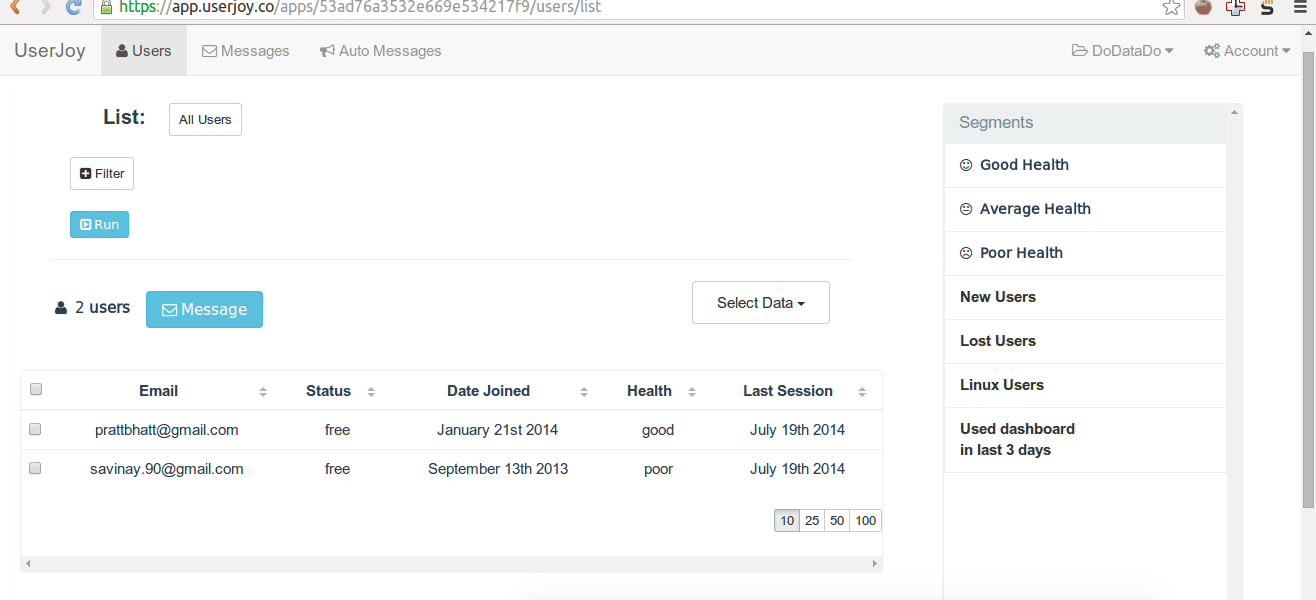 https://app.userjoy.co/apps/53ad76a3532e669e534217f9/users/list
UserJoy Users Messages Auto Messages DoDataDo Account
List: All Users
Filter
Run
2 users Message Select Data
Email Status Date Joined Health Last Session
prattbhatt@gmail.com free January 21st 2014 good July 19th 2014
savinay.90@gmail.com free September 13th 2013 poor July 19th 2014
10 25 50 100
Segments
Good Health
Average Health
Poor Health
New Users
Lost Users
Linux Users
Used dashboard
in last 3 days